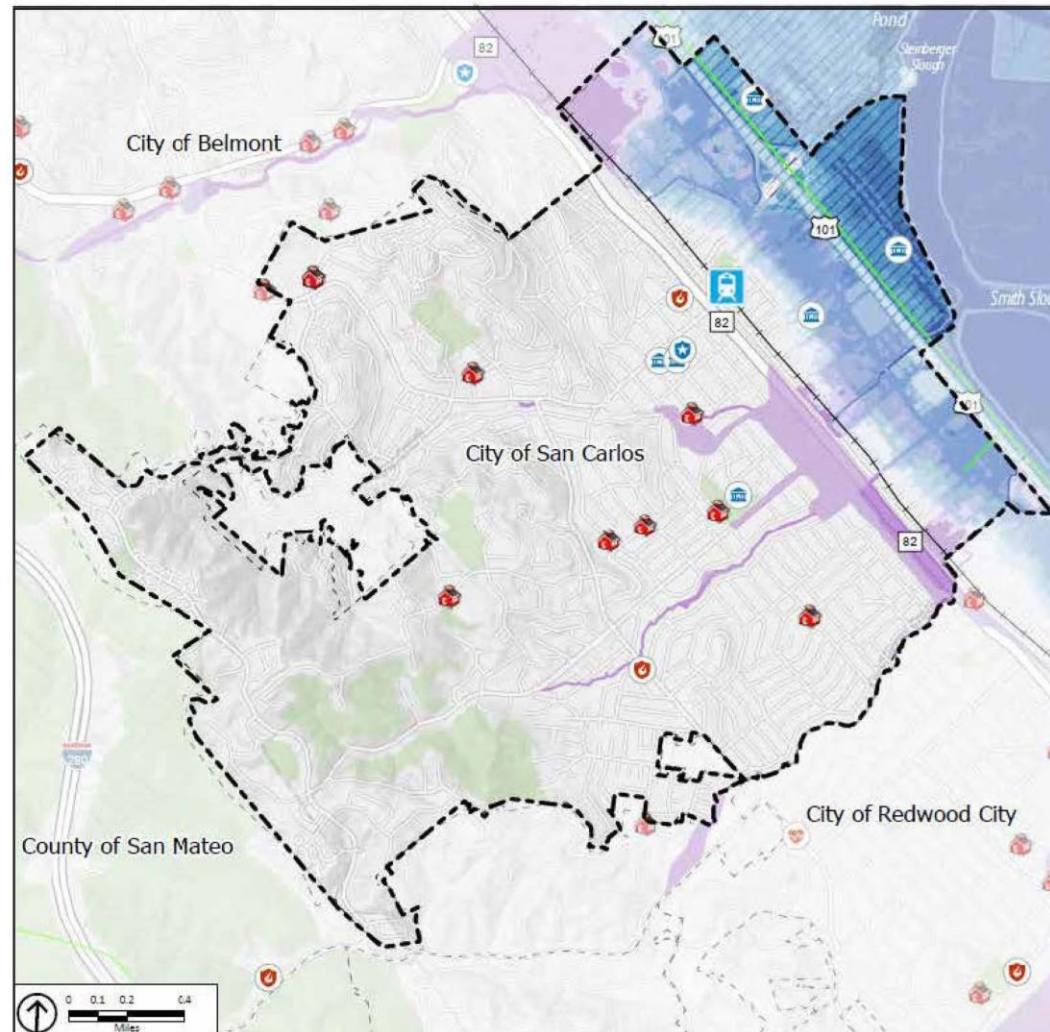 Pond
Steinberger
Slough
101
82
City of Belmont
101
Smith Slo
82
101
City of San Carlos
82
280
County of San Mateo
City of Redwood City
0 0.1 0.2 0.4
Miles